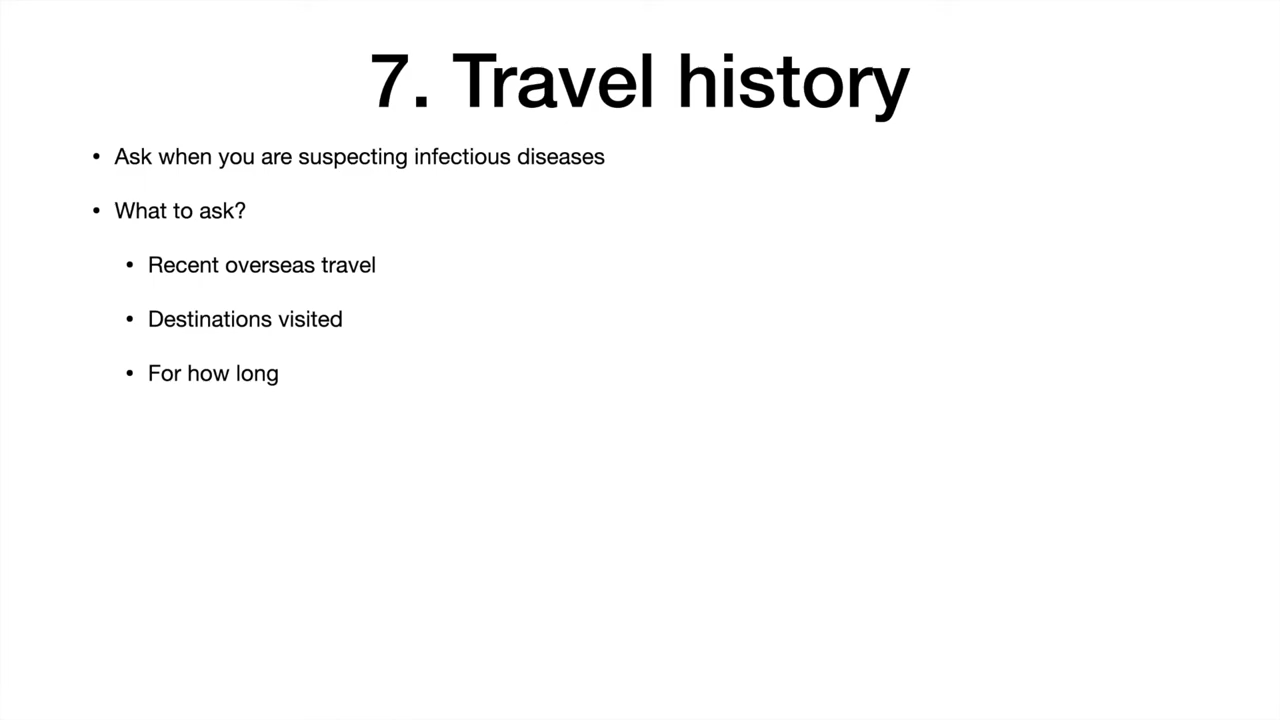 7. Travel history
• Ask when you are suspecting infectious diseases
• What to ask?
• Recent overseas travel
• Destinations visited
• For how long